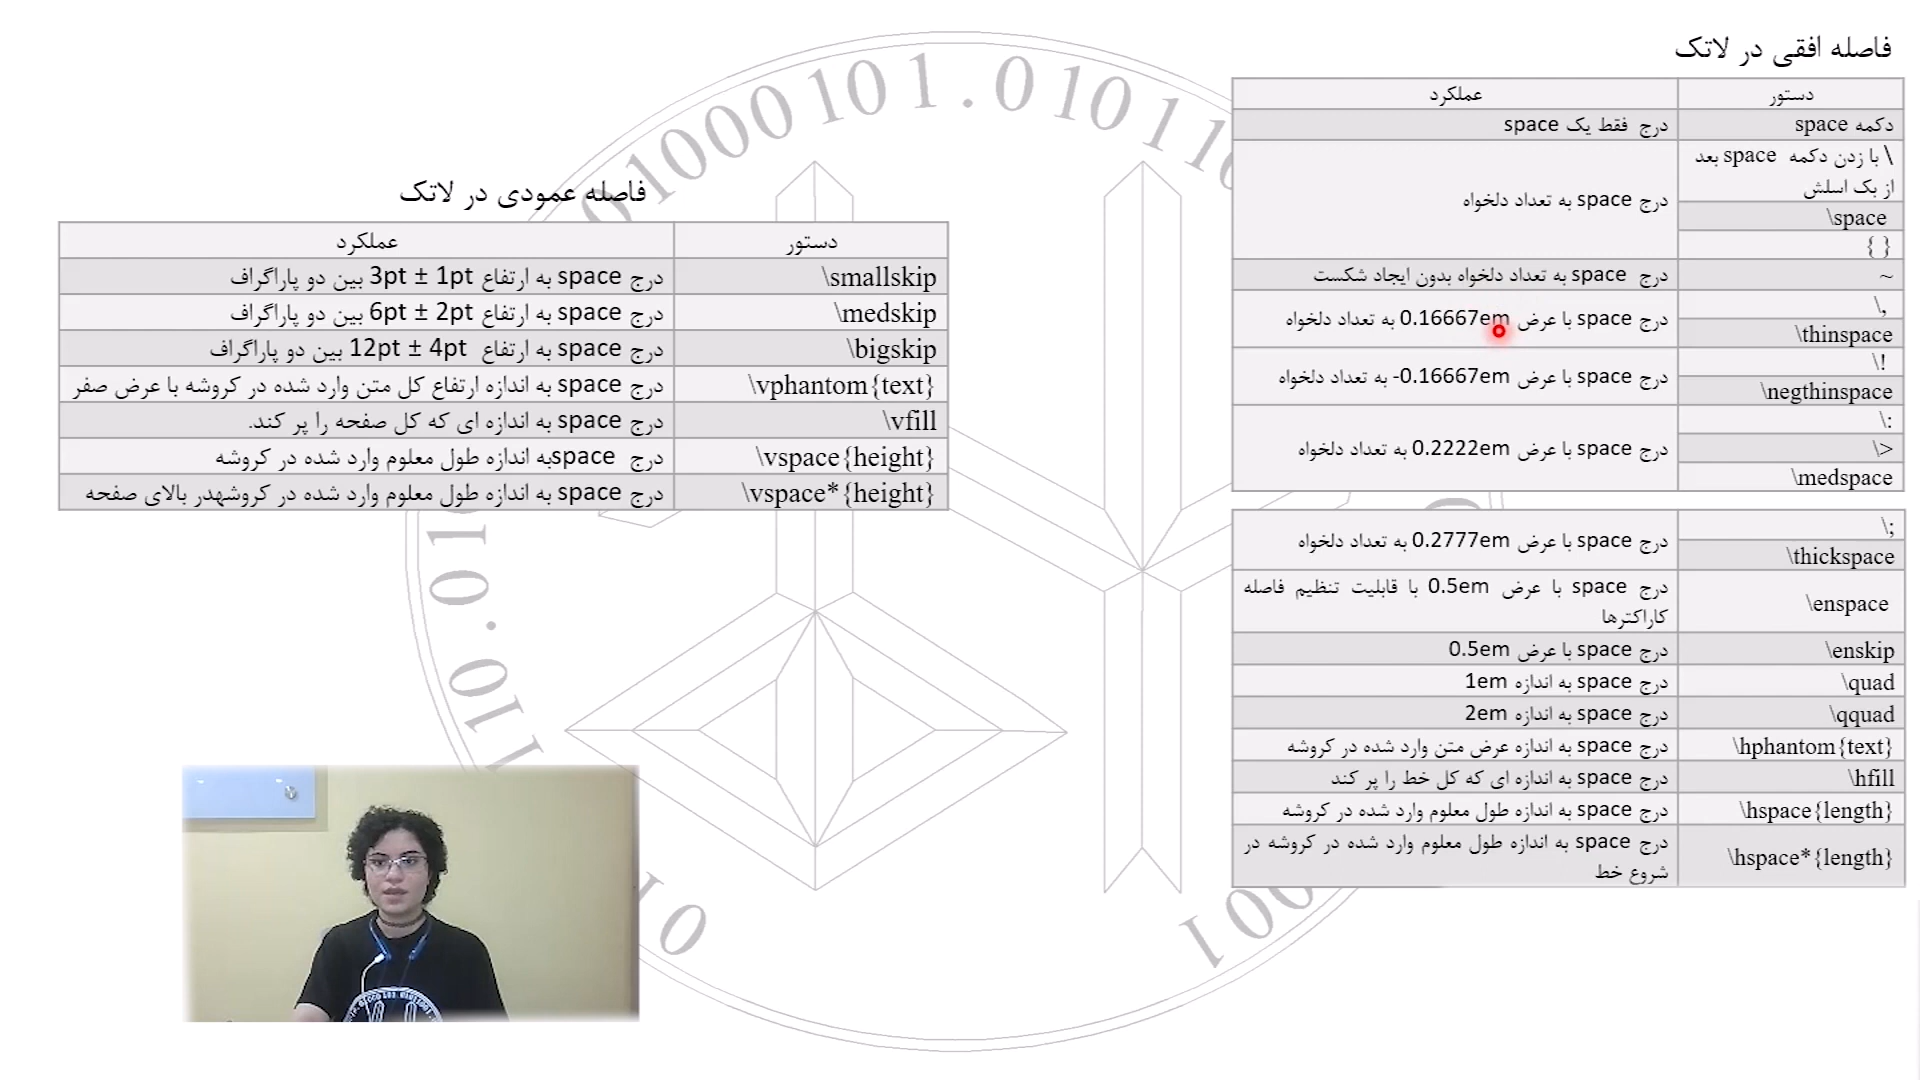 فاصله افقی در لاتک
دستور	عملکرد
دکمه space	درج فقط یک space
\ با زدن دکمه space بعد
از بک اسلش
\space
{ }
درج space به تعداد دلخواه
~	درج space به تعداد دلخواه بدون ایجاد شکست
\,
\thinspace
درج space با عرض 0.16667em به تعداد دلخواه
\!
\negthinspace
درج space با عرض -0.16667em به تعداد دلخواه
\:
\>
\medspace
درج space با عرض 0.2222em به تعداد دلخواه
\;
\thickspace
درج space با عرض 0.2777em به تعداد دلخواه
\enspace
درج space با عرض 0.5em با قابلیت تنظیم فاصله
کاراکترها
\enskip	درج space با عرض 0.5em
\quad	درج space به اندازه 1em
\qquad	درج space به اندازه 2em
\hphantom{text}	درج space به اندازه عرض متن وارد شده در کروشه
\hfill	درج space به اندازه ای که کل خط را پر کند
\hspace{length}	درج space به اندازه طول معلوم وارد شده در کروشه
\hspace*{length}
درج space به اندازه طول معلوم وارد شده در کروشه در
شروع خط
فاصله عمودی در لاتک
دستور	عملکرد
\smallskip	درج space به ارتفاع 3pt ± 1pt بین دو پاراگراف
\medskip	درج space به ارتفاع 6pt ± 2pt بین دو پاراگراف
\bigskip	درج space به ارتفاع 12pt ± 4pt بین دو پاراگراف
\vphantom{text}	درج space به اندازه ارتفاع کل متن وارد شده در کروشه با عرض صفر
\vfill	درج space به اندازه ای که کل صفحه را پر کند.
\vspace{height}	درج spaceبه اندازه طول معلوم وارد شده در کروشه
\vspace*{height}	درج space به اندازه طول معلوم وارد شده در کروشهدر بالای صفحه